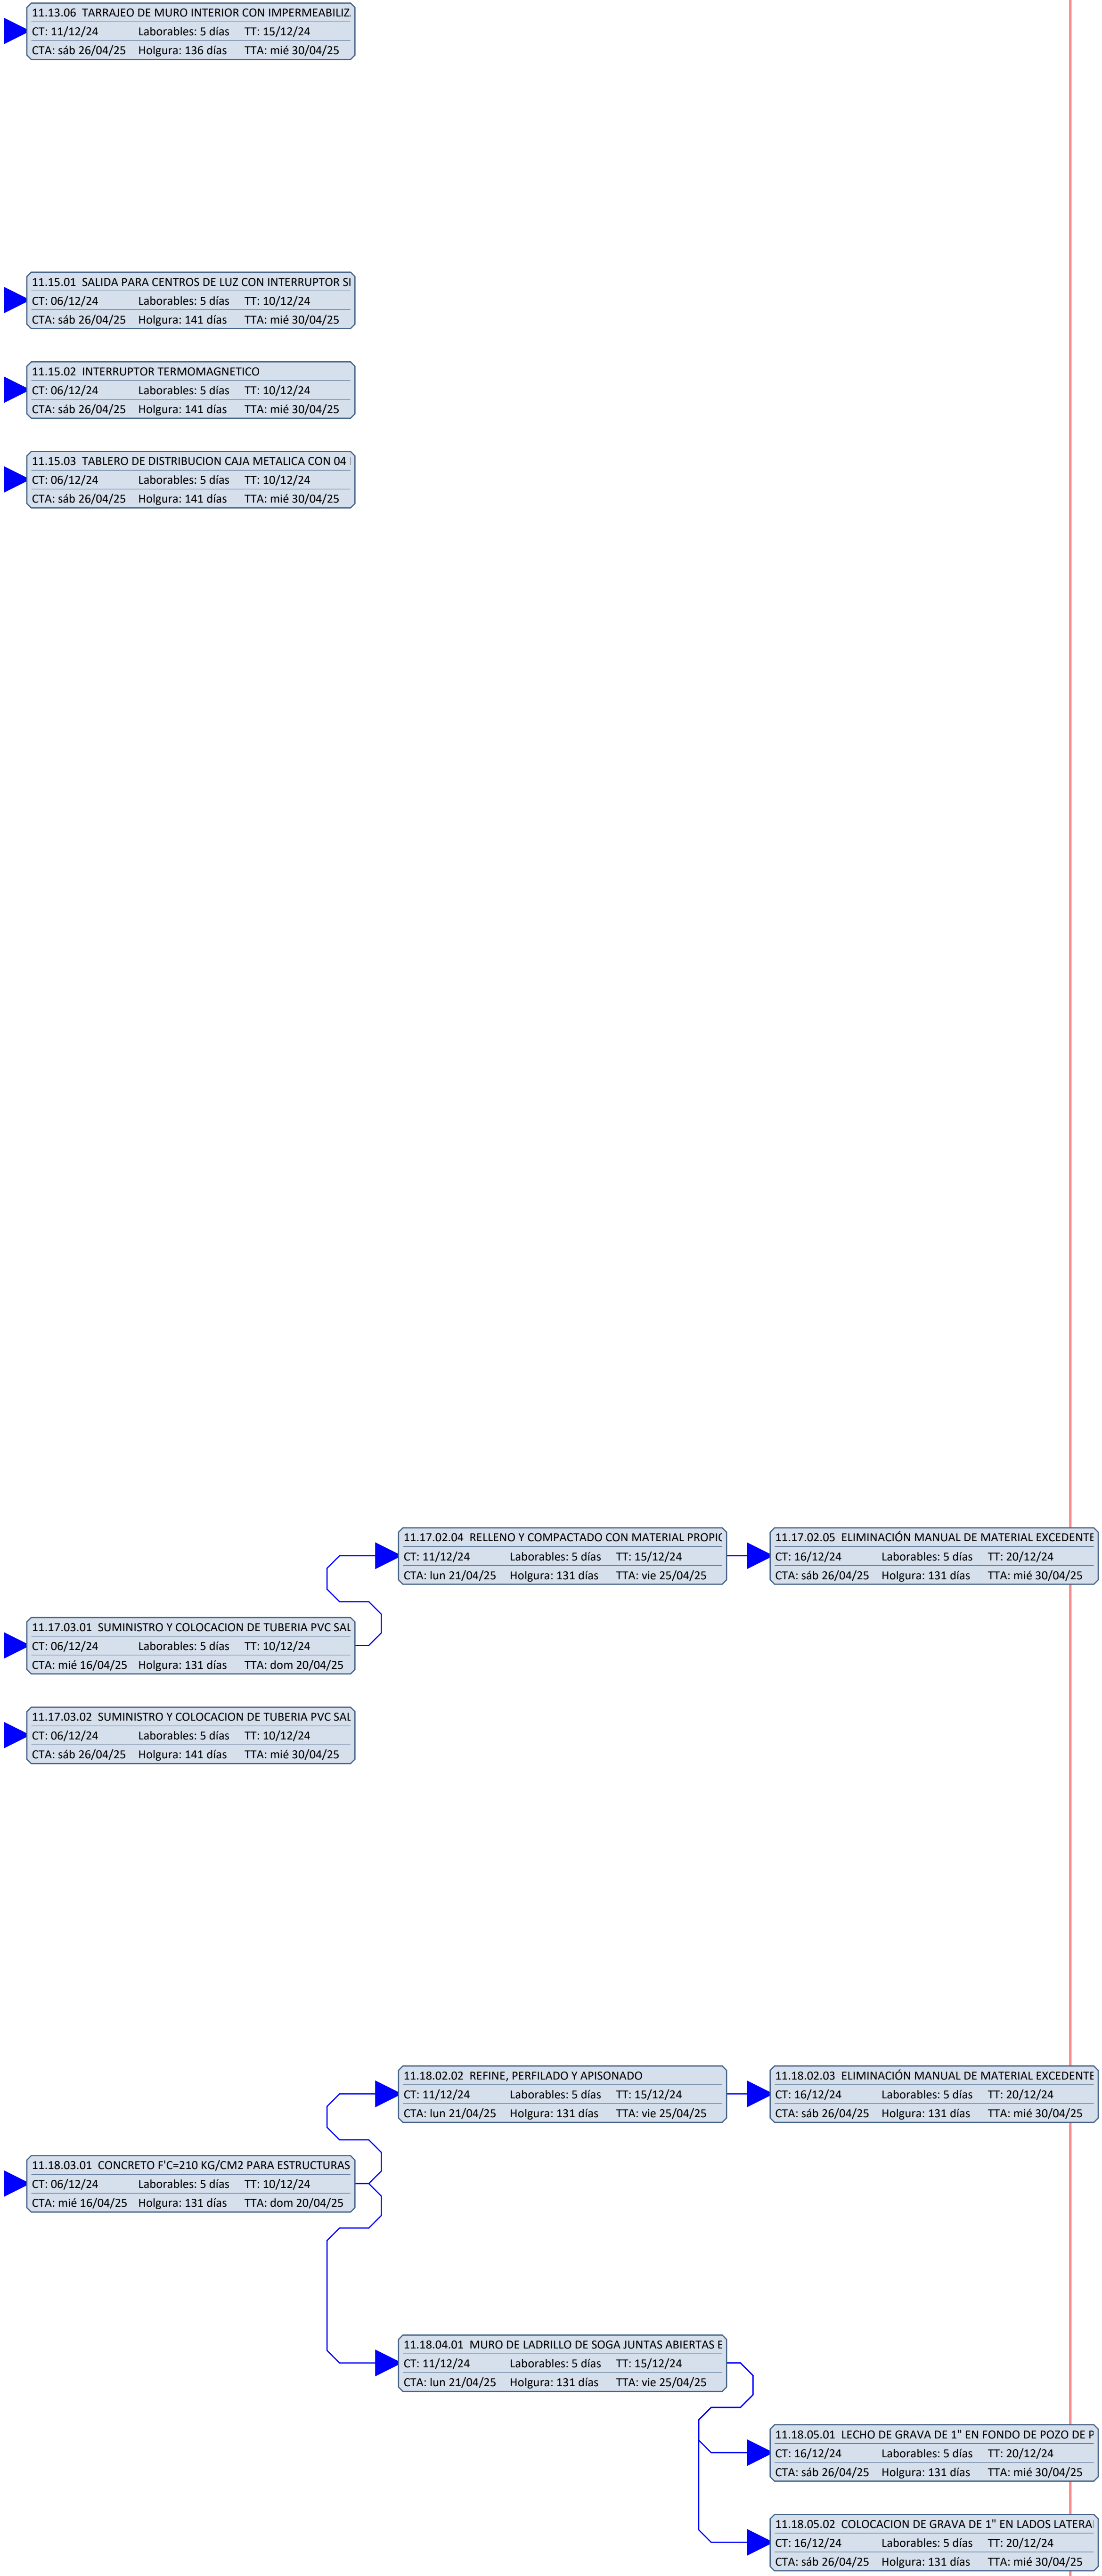 11.13.06 TARRAJEO DE MURO INTERIOR CON IMPERMEABILIZ
CT: 11/12/24 Laborables: 5 días TT: 15/12/24
CTA: sáb 26/04/25 Holgura: 136 días TTA: mié 30/04/25
11.15.01 SALIDA PARA CENTROS DE LUZ CON INTERRUPTOR SI
CT: 06/12/24 Laborables: 5 días TT: 10/12/24
CTA: sáb 26/04/25 Holgura: 141 días TTA: mié 30/04/25
11.15.02 INTERRUPTOR TERMOMAGNETICO
CT: 06/12/24 Laborables: 5 días TT: 10/12/24
CTA: sáb 26/04/25 Holgura: 141 días TTA: mié 30/04/25
11.15.03 TABLERO DE DISTRIBUCION CAJA METALICA CON 04
CT: 06/12/24 Laborables: 5 días TT: 10/12/24
CTA: sáb 26/04/25 Holgura: 141 días TTA: mié 30/04/25
11.17.02.04 RELLENO Y COMPACTADO CON MATERIAL PROPIO
CT: 11/12/24 Laborables: 5 días TT: 15/12/24
CTA: lun 21/04/25 Holgura: 131 días TTA: vie 25/04/25
11.17.02.05 ELIMINACIÓN MANUAL DE MATERIAL EXCEDENTE
CT: 16/12/24 Laborables: 5 días TT: 20/12/24
CTA: sáb 26/04/25 Holgura: 131 días TTA: mié 30/04/25
11.17.03.01 SUMINISTRO Y COLOCACION DE TUBERIA PVC SAL
CT: 06/12/24 Laborables: 5 días TT: 10/12/24
CTA: mié 16/04/25 Holgura: 131 días TTA: dom 20/04/25
11.17.03.02 SUMINISTRO Y COLOCACION DE TUBERIA PVC SAL
CT: 06/12/24 Laborables: 5 días TT: 10/12/24
CTA: sáb 26/04/25 Holgura: 141 días TTA: mié 30/04/25
11.18.02.02 REFINE, PERFILADO Y APISONADO
CT: 11/12/24 Laborables: 5 días TT: 15/12/24
CTA: lun 21/04/25 Holgura: 131 días TTA: vie 25/04/25
11.18.02.03 ELIMINACIÓN MANUAL DE MATERIAL EXCEDENTE
CT: 16/12/24 Laborables: 5 días TT: 20/12/24
CTA: sáb 26/04/25 Holgura: 131 días TTA: mié 30/04/25
11.18.03.01 CONCRETO F'C=210 KG/CM2 PARA ESTRUCTURAS
CT: 06/12/24 Laborables: 5 días TT: 10/12/24
CTA: mié 16/04/25 Holgura: 131 días TTA: dom 20/04/25
11.18.04.01 MURO DE LADRILLO DE SOGA JUNTAS ABIERTAS E
CT: 11/12/24 Laborables: 5 días TT: 15/12/24
CTA: lun 21/04/25 Holgura: 131 días TTA: vie 25/04/25
11.18.05.01 LECHO DE GRAVA DE 1" EN FONDO DE POZO DE P
CT: 16/12/24 Laborables: 5 días TT: 20/12/24
CTA: sáb 26/04/25 Holgura: 131 días TTA: mié 30/04/25
11.18.05.02 COLOCACION DE GRAVA DE 1" EN LADOS LATERA
CT: 16/12/24 Laborables: 5 días TT: 20/12/24
CTA: sáb 26/04/25 Holgura: 131 días TTA: mié 30/04/25